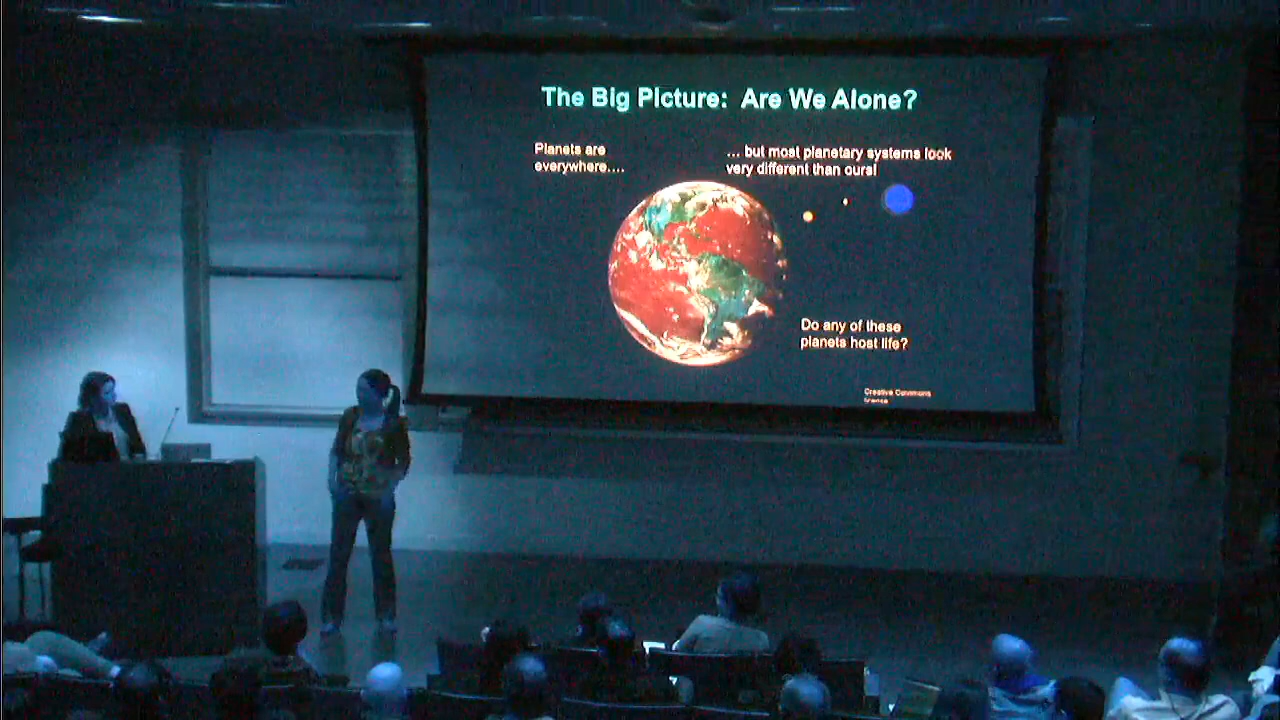 The Big Picture: Are We Alone?
Planets are
everywhere....
... but most planetary systems look
very different than ours!
Do any of these
planets host life?
Creative Commons